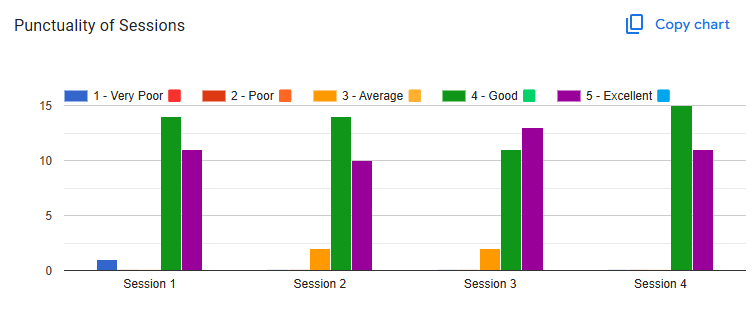 Punctuality of Sessions
Copy chart
1 - Very Poor 2 - Poor 3 - Average 4 - Good 5 - Excellent
15
10
5
0
Session 1 Session 2 Session 3 Session 4